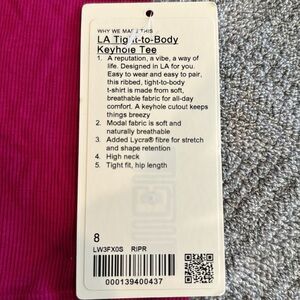 WHY WE MADE THIS
LA Tight-to-Body
Keyhole Tee
1. A reputation, a vibe, a way of
life. Designed in LA for you.
Easy to wear and easy to pair,
this ribbed, tight-to-body
t-shirt is made from soft,
breathable fabric for all-day
comfort. A keyhole cutout keeps
things breezy
2. Modal fabric is soft and
naturally breathable
3. Added Lycra® fibre for stretch
and shape retention
4. High neck
5. Tight fit, hip length
8
LW3FX0S RIPR
000139400437